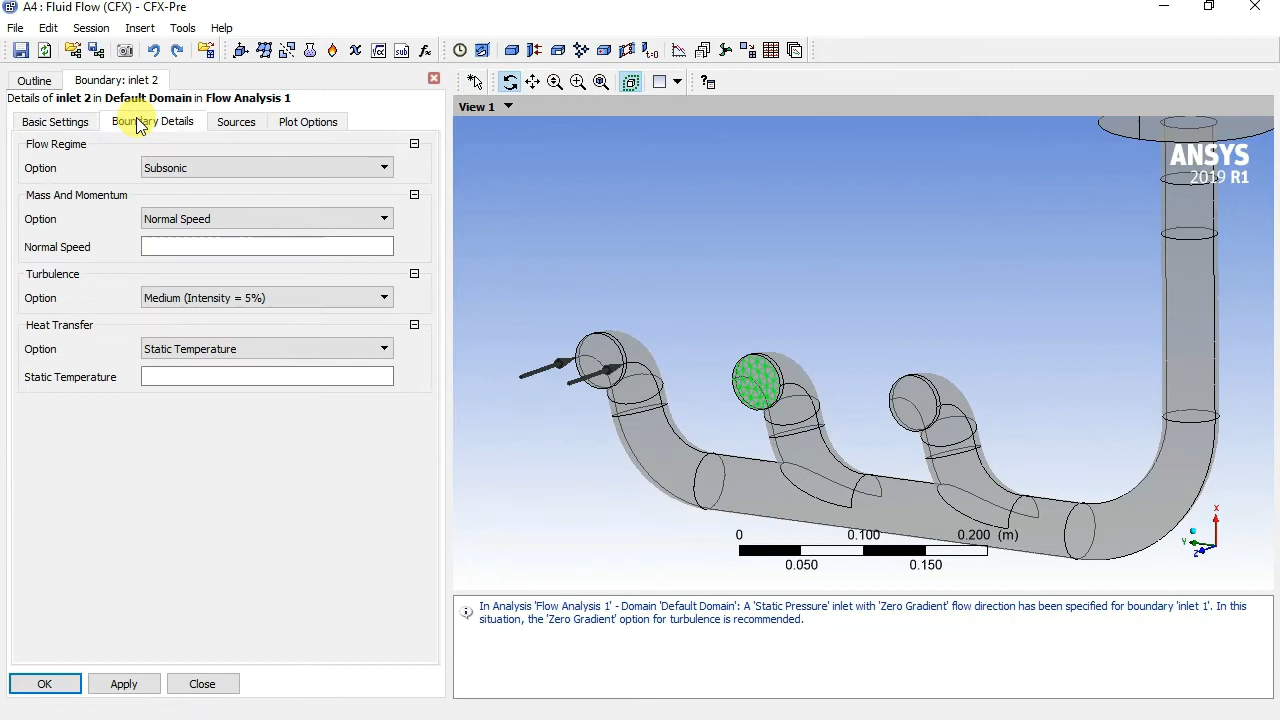 A4 : Fluid Flow (CFX) - CFX-Pre
File Edit Session Insert Tools Help
Outline
Boundary: inlet 2
Details of inlet 2 in Default Domain in Flow Analysis 1
Basic Settings
Boundary Details
Sources
Plot Options
Flow Regime
Option
Subsonic
Mass And Momentum
Option
Normal Speed
Normal Speed
Turbulence
Option
Medium (Intensity = 5%)
Heat Transfer
Option
Static Temperature
Static Temperature
OK
Apply
Close
View 1
ANSYS
2019 R1
0 0.100 0.200 (m)
0.050 0.150
X
Y
Z
In Analysis 'Flow Analysis 1' - Domain 'Default Domain': A 'Static Pressure' inlet with 'Zero Gradient' flow direction has been specified for boundary 'inlet 1'. In this
situation, the 'Zero Gradient' option for turbulence is recommended.